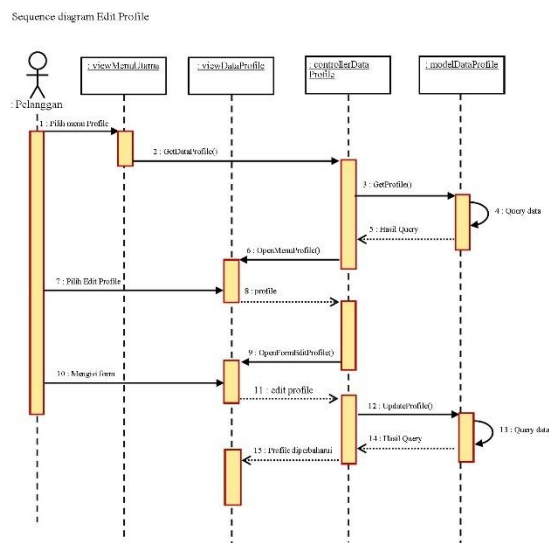 Sequence diagram Edit Profile
: viewMenuUtama
: viewDataProfile
: controllerData
Profile
: modelDataProfile
: Pelanggan
1 : Pilih menu Profile
2 : GetDataProfile()
3 : GetProfile()
4 : Query data
5 : Hasil Query
6 : OpenMenuProfile()
7 : Pilih Edit Profile
8 : profile
9 : OpenFormEditProfile()
10 : Mengisi form
11 : edit profile
12 : UpdateProfile()
13 : Query data
14 : Hasil Query
15 : Profile diperbaharui